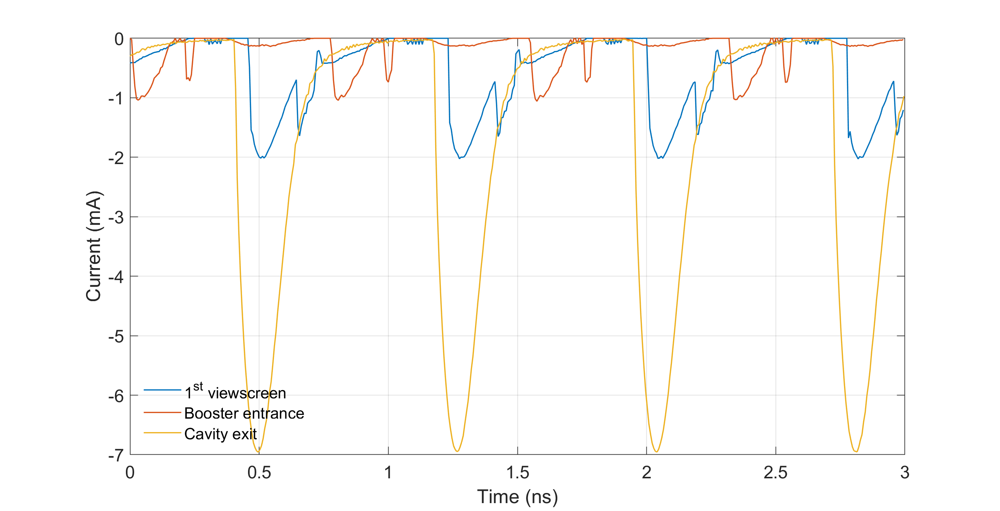 0
-1
-2
-3
-4
-5
-6
-7
Current (mA)
1st viewscreen
Booster entrance
Cavity exit
0 0.5 1 1.5 2 2.5 3
Time (ns)